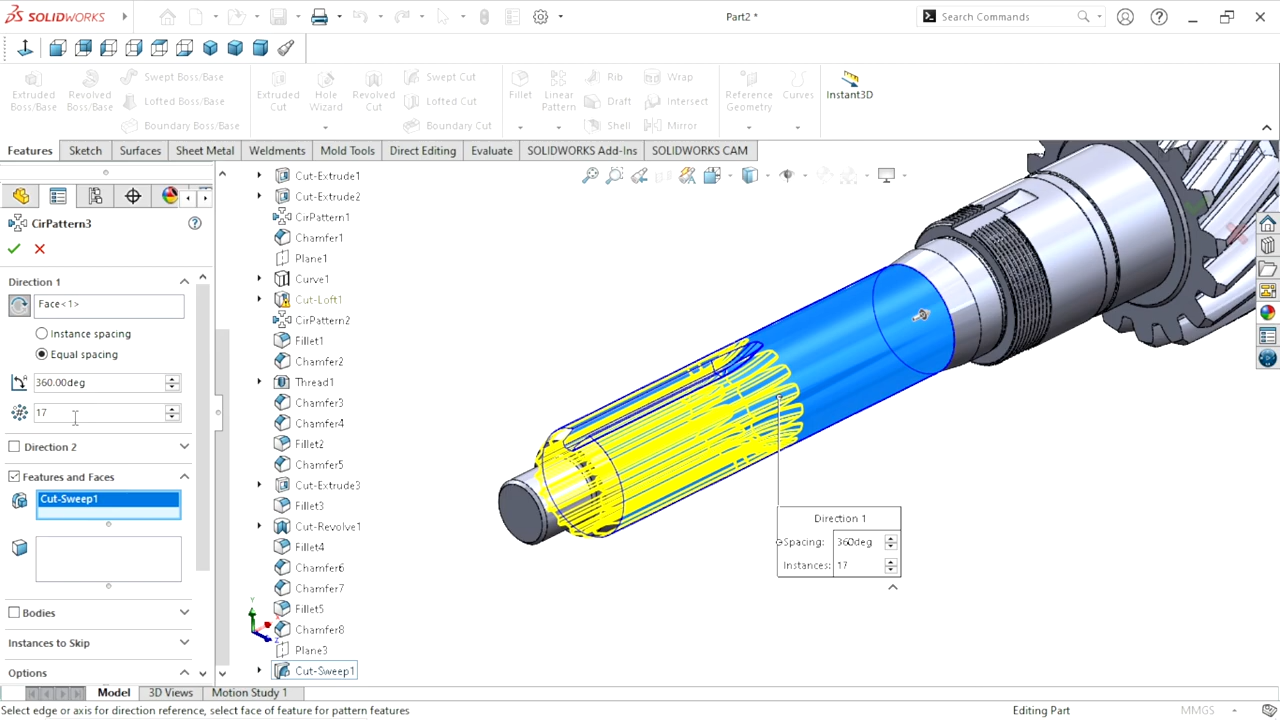 SOLIDWORKS
Part2 *
Search Commands
Extruded Boss/Base
Revolved Boss/Base
Swept Boss/Base
Lofted Boss/Base
Boundary Boss/Base
Extruded Cut
Hole Wizard
Revolved Cut
Swept Cut
Lofted Cut
Boundary Cut
Fillet
Linear Pattern
Rib
Draft
Shell
Wrap
Intersect
Mirror
Reference Geometry
Curves
Instant3D
Features
Sketch
Surfaces
Sheet Metal
Weldments
Mold Tools
Direct Editing
Evaluate
SOLIDWORKS Add-Ins
SOLIDWORKS CAM
CirPattern3
Direction 1
Face<1>
Instance spacing
Equal spacing
360.00deg
17
Direction 2
Features and Faces
Cut-Sweep1
Bodies
Instances to Skip
Options
Cut-Extrude1
Cut-Extrude2
CirPattern1
Chamfer1
Plane1
Curve1
Cut-Loft1
CirPattern2
Fillet1
Chamfer2
Thread1
Chamfer3
Chamfer4
Fillet2
Chamfer5
Cut-Extrude3
Fillet3
Cut-Revolve1
Fillet4
Chamfer6
Chamfer7
Fillet5
Chamfer8
Plane3
Cut-Sweep1
Direction 1
Spacing: 360deg
Instances: 17
Y
X
Z
Model
3D Views
Motion Study 1
Select edge or axis for direction reference, select face of feature for pattern features
Editing Part
MMGS